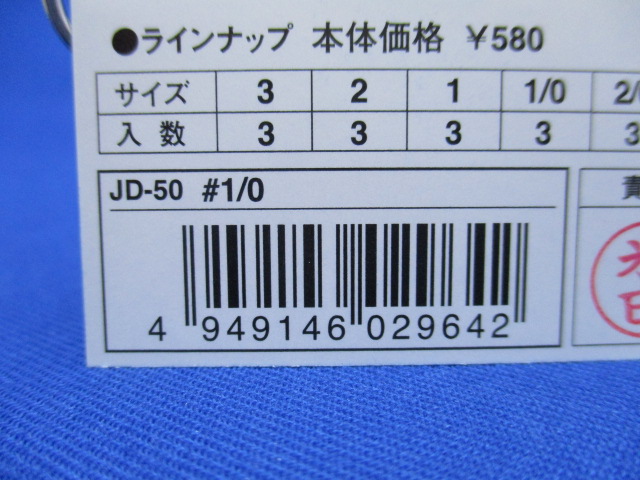 ●ラインナップ 本体価格 ¥580
サイズ 3 2 1 1/0
入数 3 3 3 3 3
JD-50 #1/0
4 949146 029642